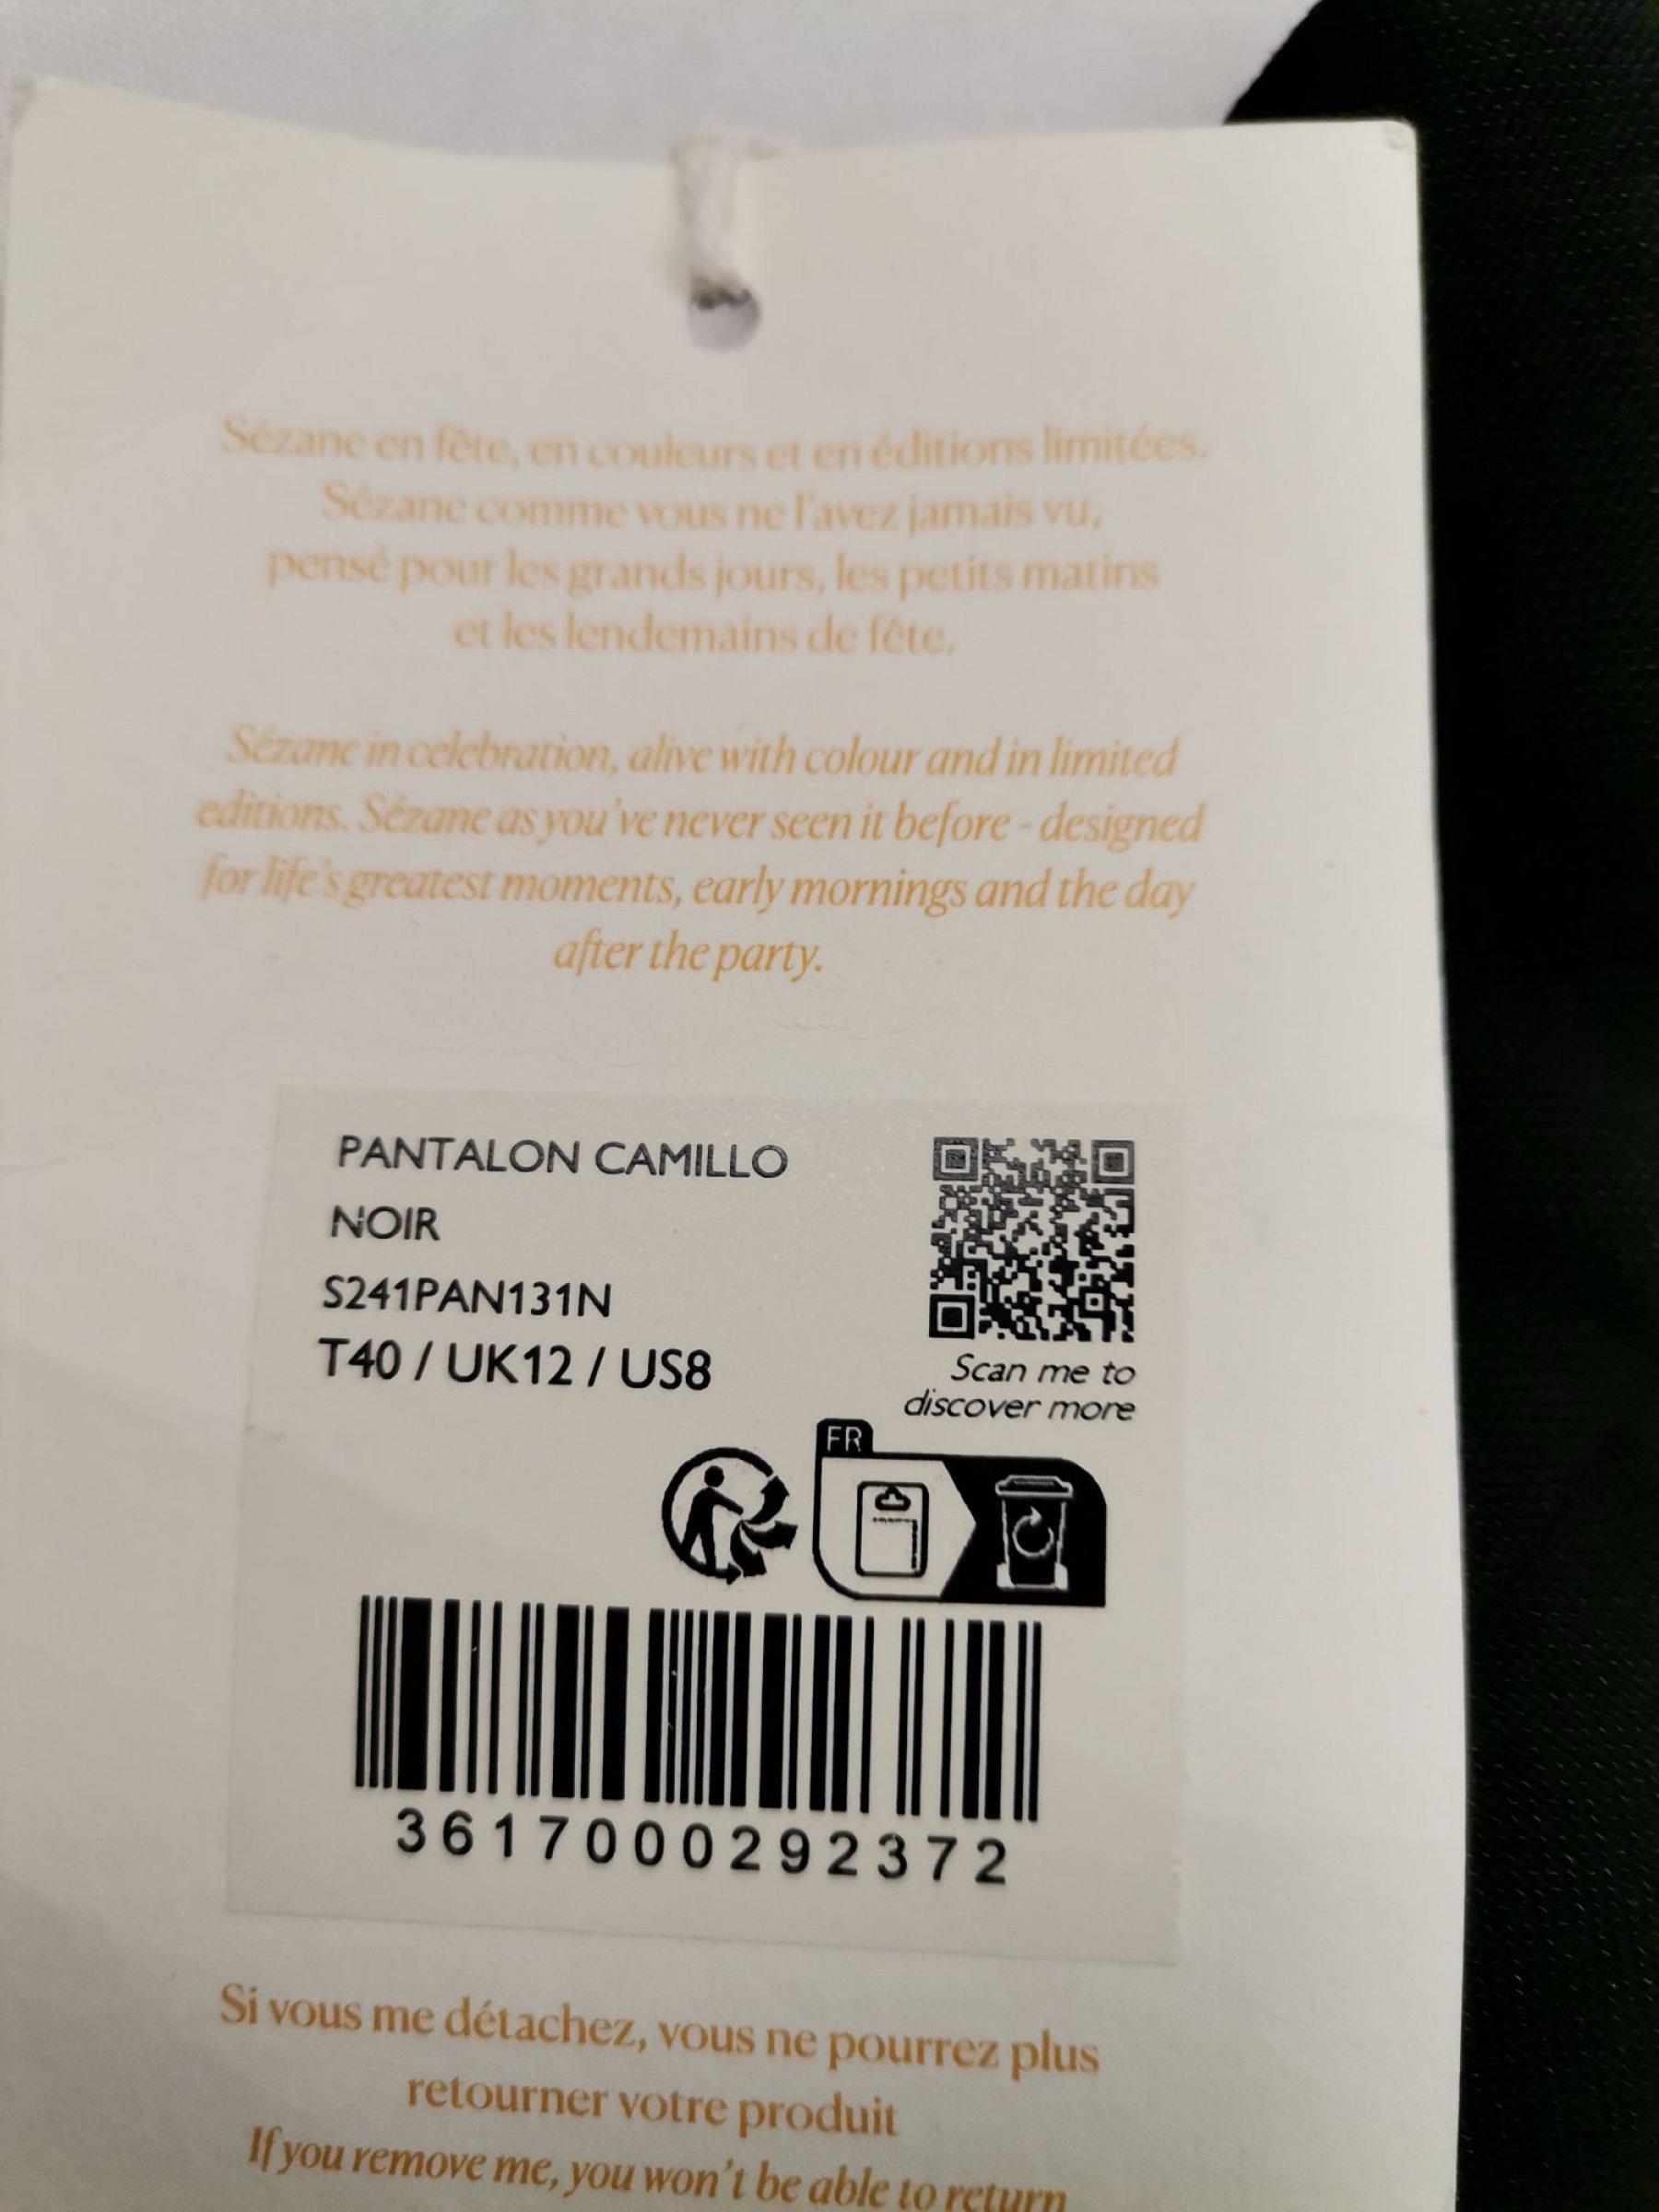 Sézane en fête, en couleurs et en éditions limitées.
Sézane comme vous ne l'avez jamais vu,
pensé pour les grands jours, les petits matins
et les lendemains de fête.
Sézane in celebration, alive with colour and in limited
editions. Sézane as you've never seen it before - designed
for life's greatest moments, early mornings and the day
after the party.
PANTALON CAMILLO
NOIR
S241PAN131N
T40 / UK12 / US8
Scan me to
discover more
FR
3617000292372
Si vous me détachez, vous ne pourrez plus
retourner votre produit
If you remove me, you won't be able to return